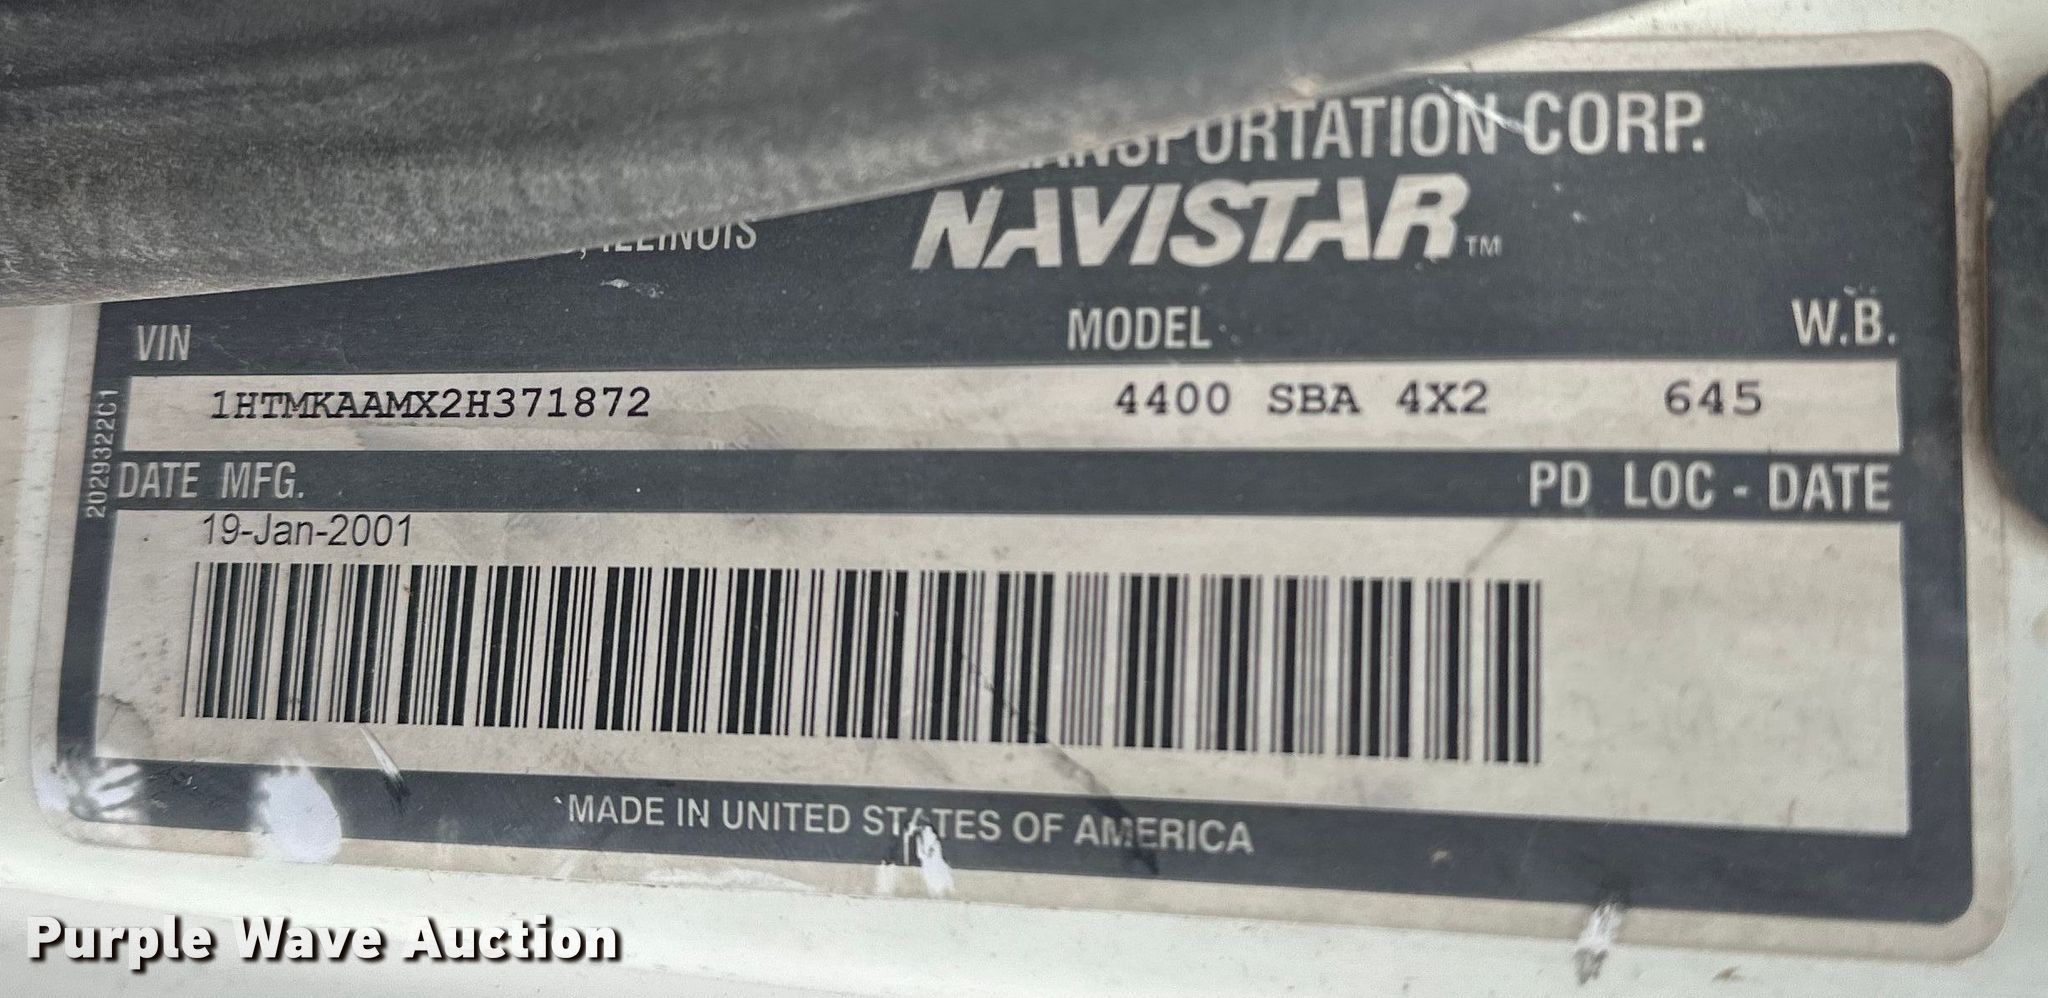 TRANSPORTATION CORP.
, ILLINOIS
NAVISTAR™
VIN MODEL W.B.
1HTMKAAMX2H371872 4400 SBA 4X2 645
2029322C1
DATE MFG. PD LOC - DATE
19-Jan-2001
MADE IN UNITED STATES OF AMERICA
Purple Wave Auction